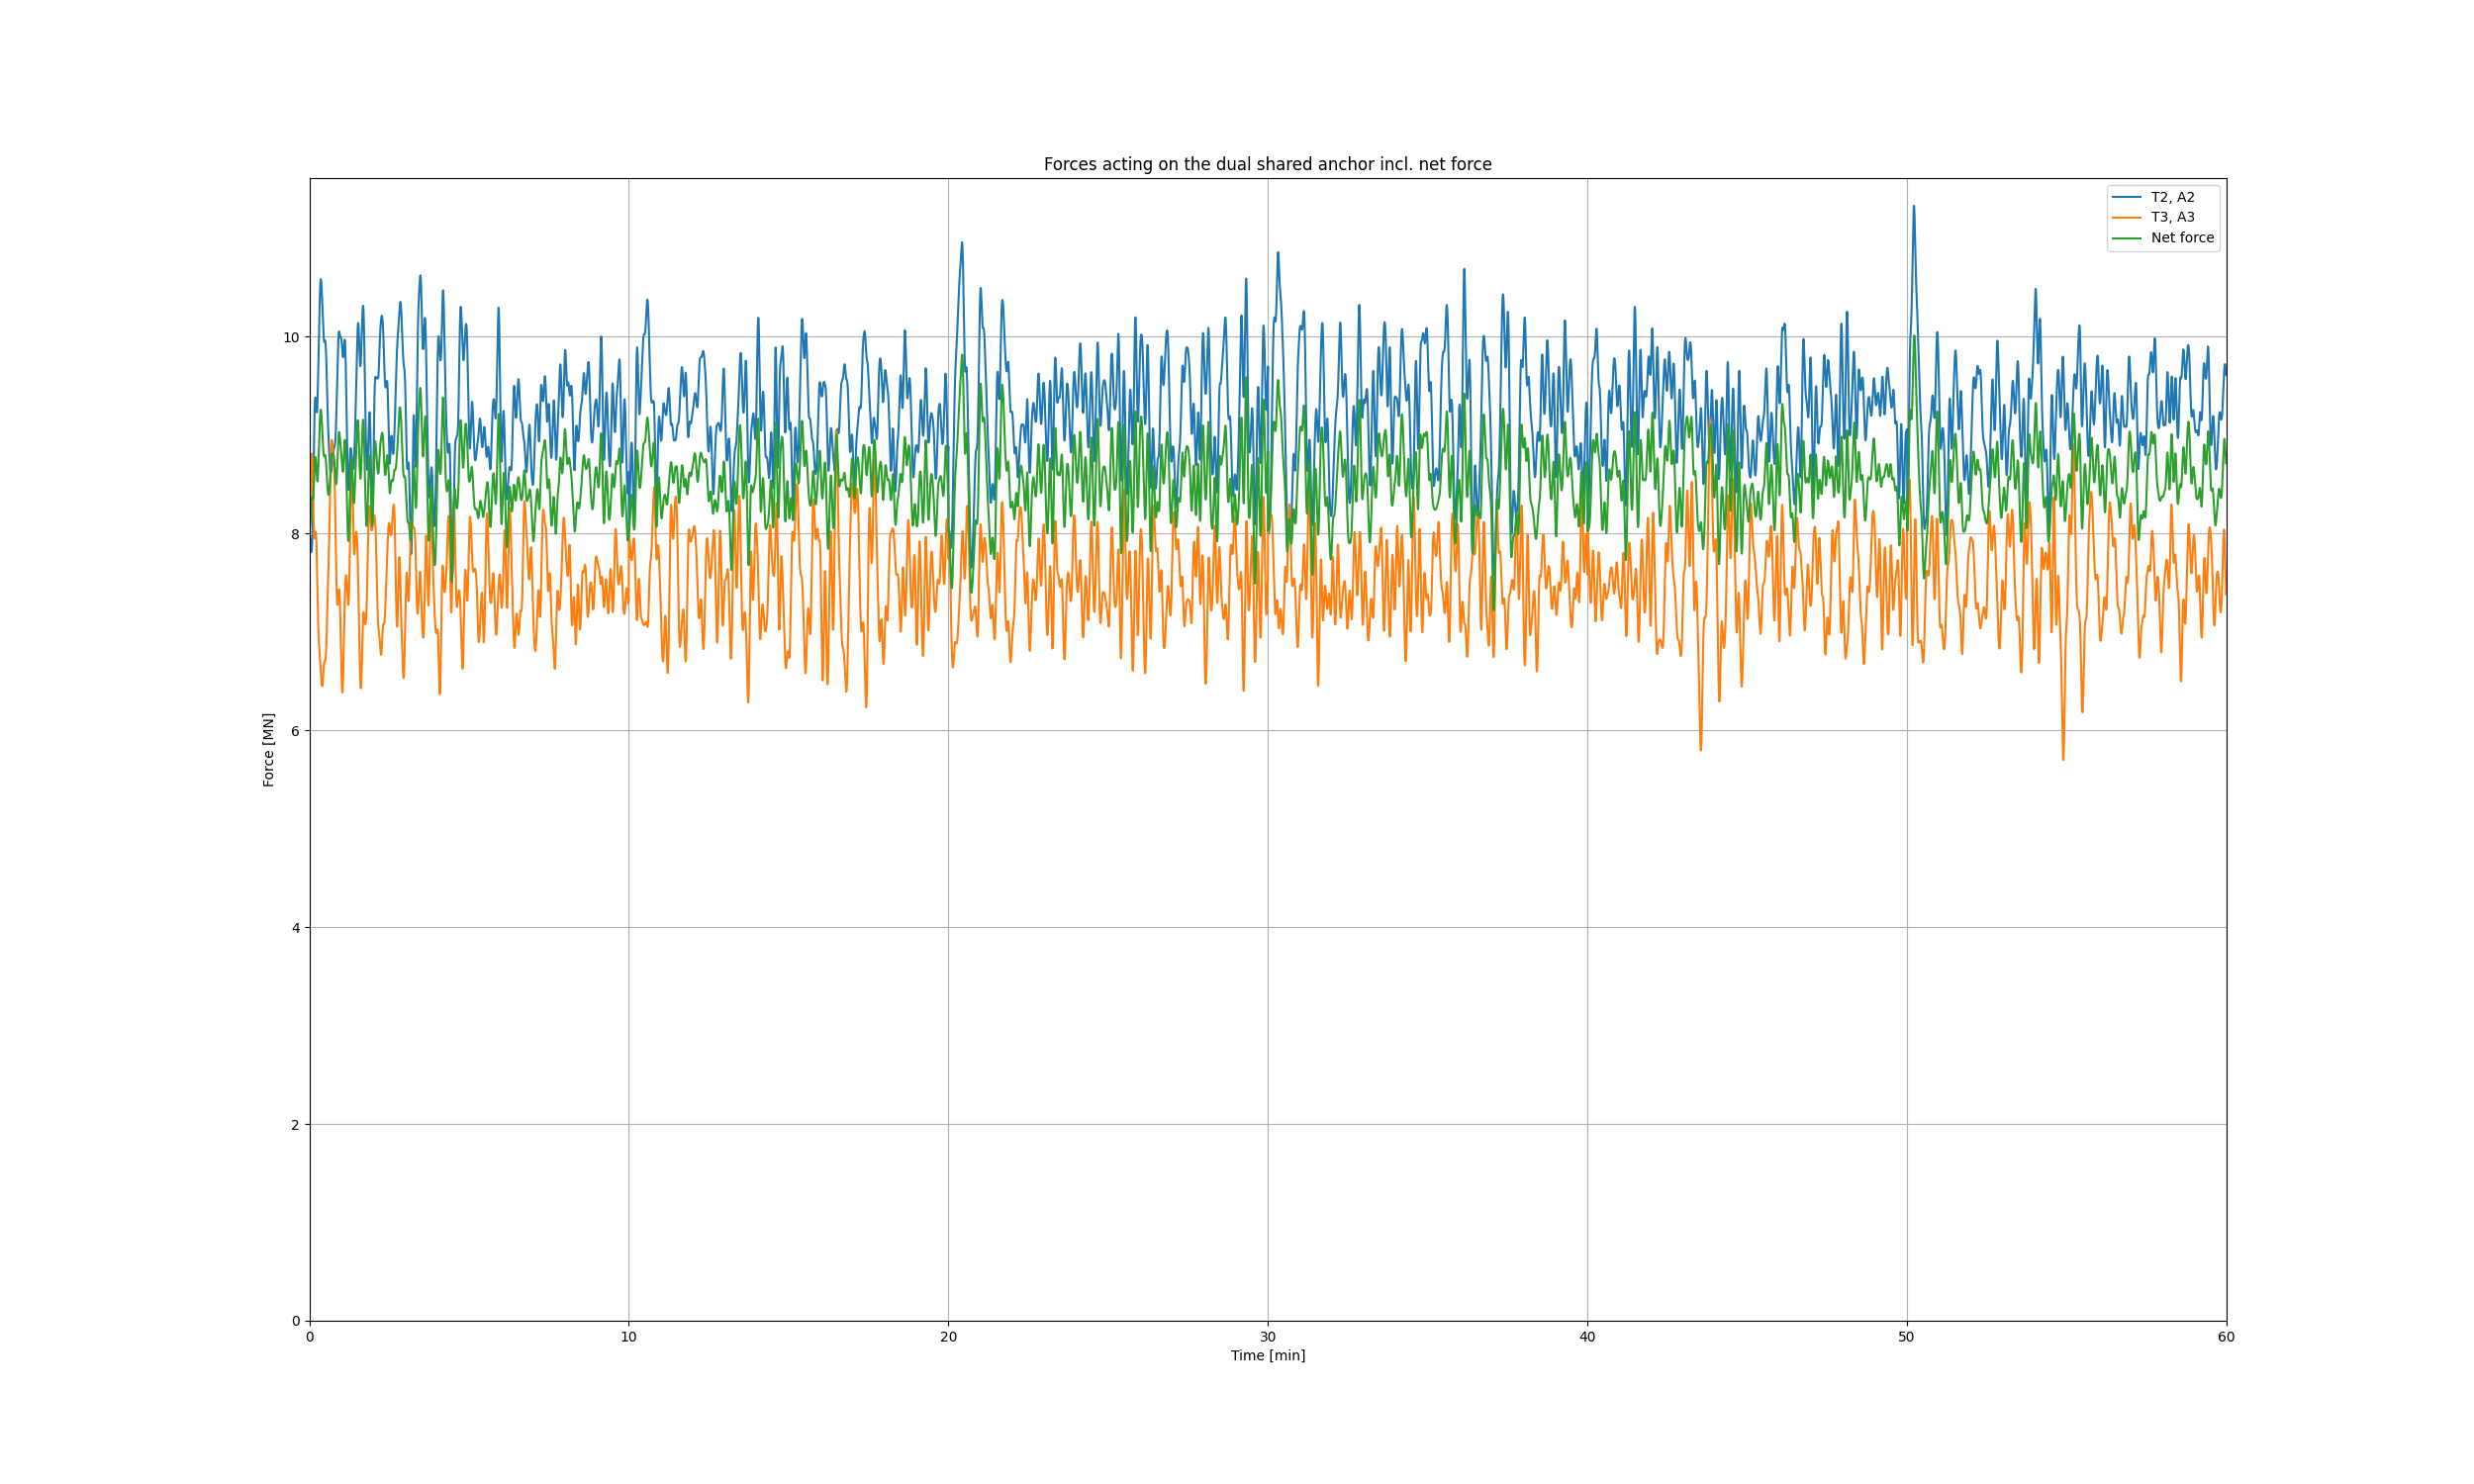 Forces acting on the dual shared anchor incl. net force
T2, A2
T3, A3
Net force
10
8
6
4
2
0
Force [MN]
0 10 20 30 40 50 60
Time [min]